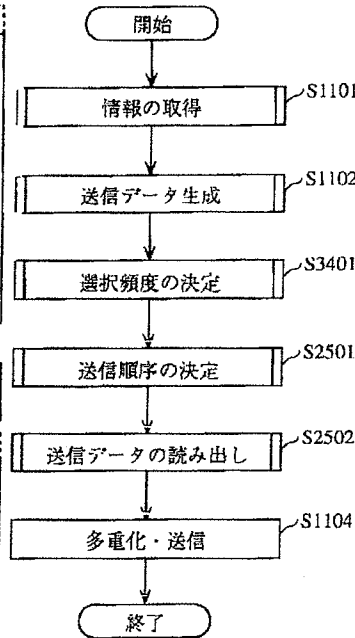 開始
情報の取得
S1101
送信データ生成
S1102
選択頻度の決定
S3401
送信順序の決定
S2501
送信データの読み出し
S2502
多重化・送信
S1104
終了